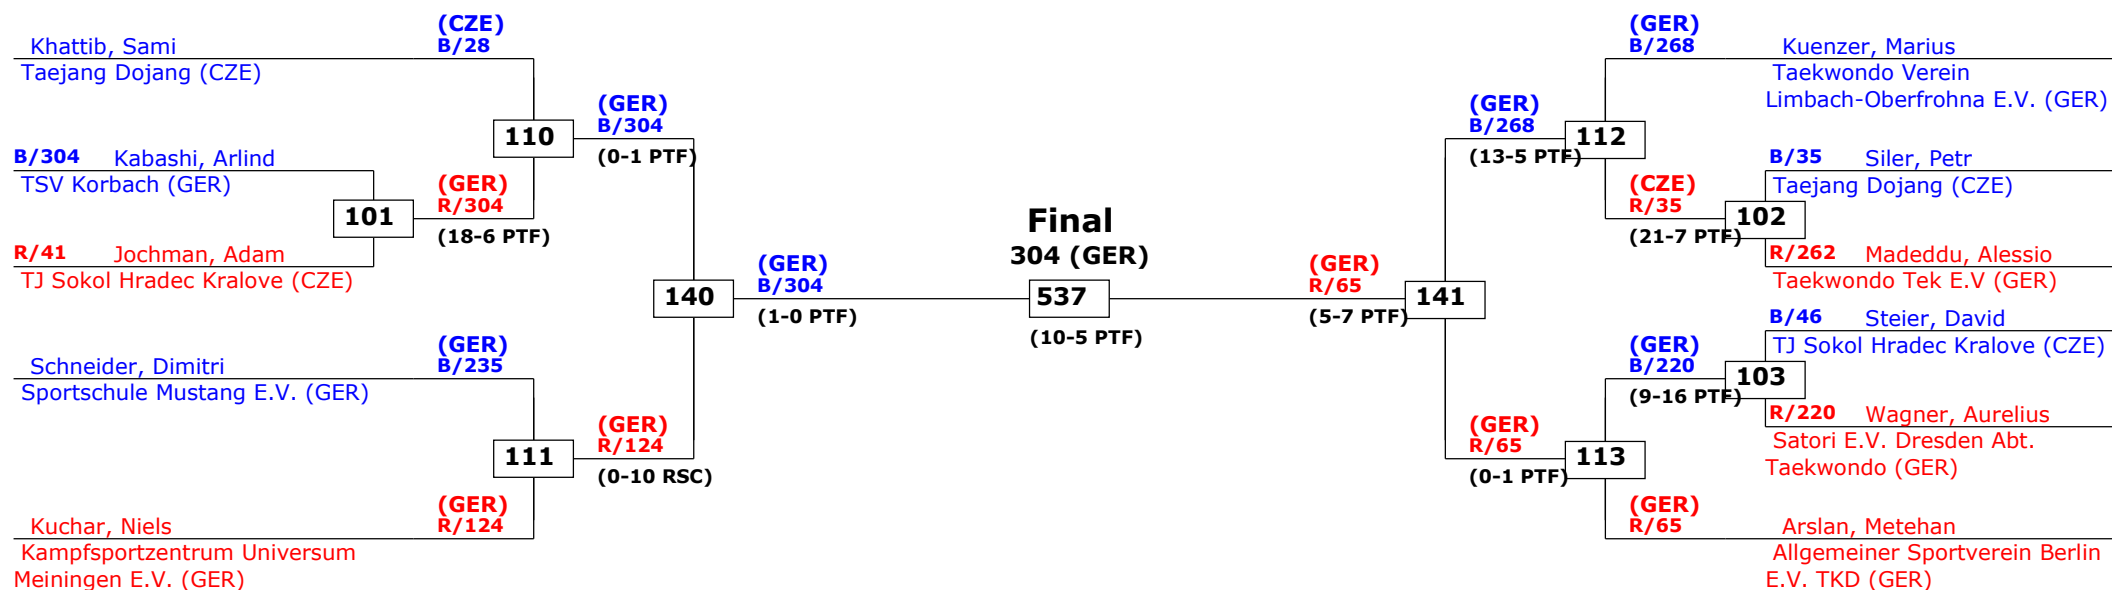 (CZE)
B/28
Khattib, Sami
Taejang Dojang (CZE)
B/304 Kabashi, Arlind
TSV Korbach (GER)
101
R/41 Jochman, Adam
TJ Sokol Hradec Kralove (CZE)
(GER)
R/304
(18-6 PTF)
110
(GER)
B/304
(0-1 PTF)
(GER)
B/235
Schneider, Dimitri
Sportschule Mustang E.V. (GER)
111
(GER)
R/124
Kuchar, Niels
Kampfsportzentrum Universum
Meiningen E.V. (GER)
(GER)
R/124
(0-10 RSC)
140
(GER)
B/304
(1-0 PTF)
Final
304 (GER)
537
(10-5 PTF)
(GER)
R/65
(5-7 PTF)
141
(GER)
B/268
(13-5 PTF)
112
(GER)
B/268
Kuenzer, Marius
Taekwondo Verein
Limbach-Oberfrohna E.V. (GER)
(CZE)
R/35
(21-7 PTF)
102
B/35 Siler, Petr
Taejang Dojang (CZE)
R/262 Madeddu, Alessio
Taekwondo Tek E.V (GER)
(GER)
R/65
(0-1 PTF)
113
(GER)
B/220
(9-16 PTF)
103
B/46 Steier, David
TJ Sokol Hradec Kralove (CZE)
R/220 Wagner, Aurelius
Satori E.V. Dresden Abt.
Taekwondo (GER)
(GER)
R/65
Arslan, Metehan
Allgemeiner Sportverein Berlin
E.V. TKD (GER)